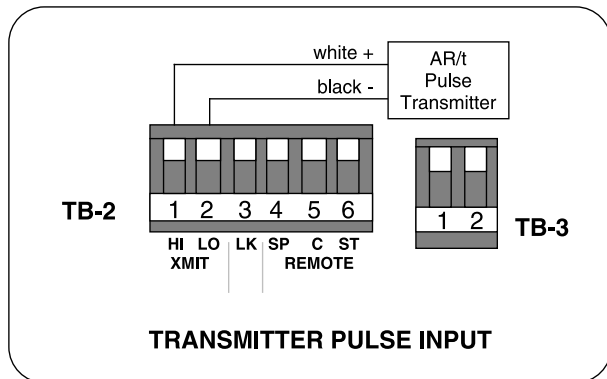 white +
AR/t
Pulse
Transmitter
black -
TB-2
1 2 3 4 5 6
HI LO LK SP C ST
XMIT REMOTE
1 2
TB-3
TRANSMITTER PULSE INPUT